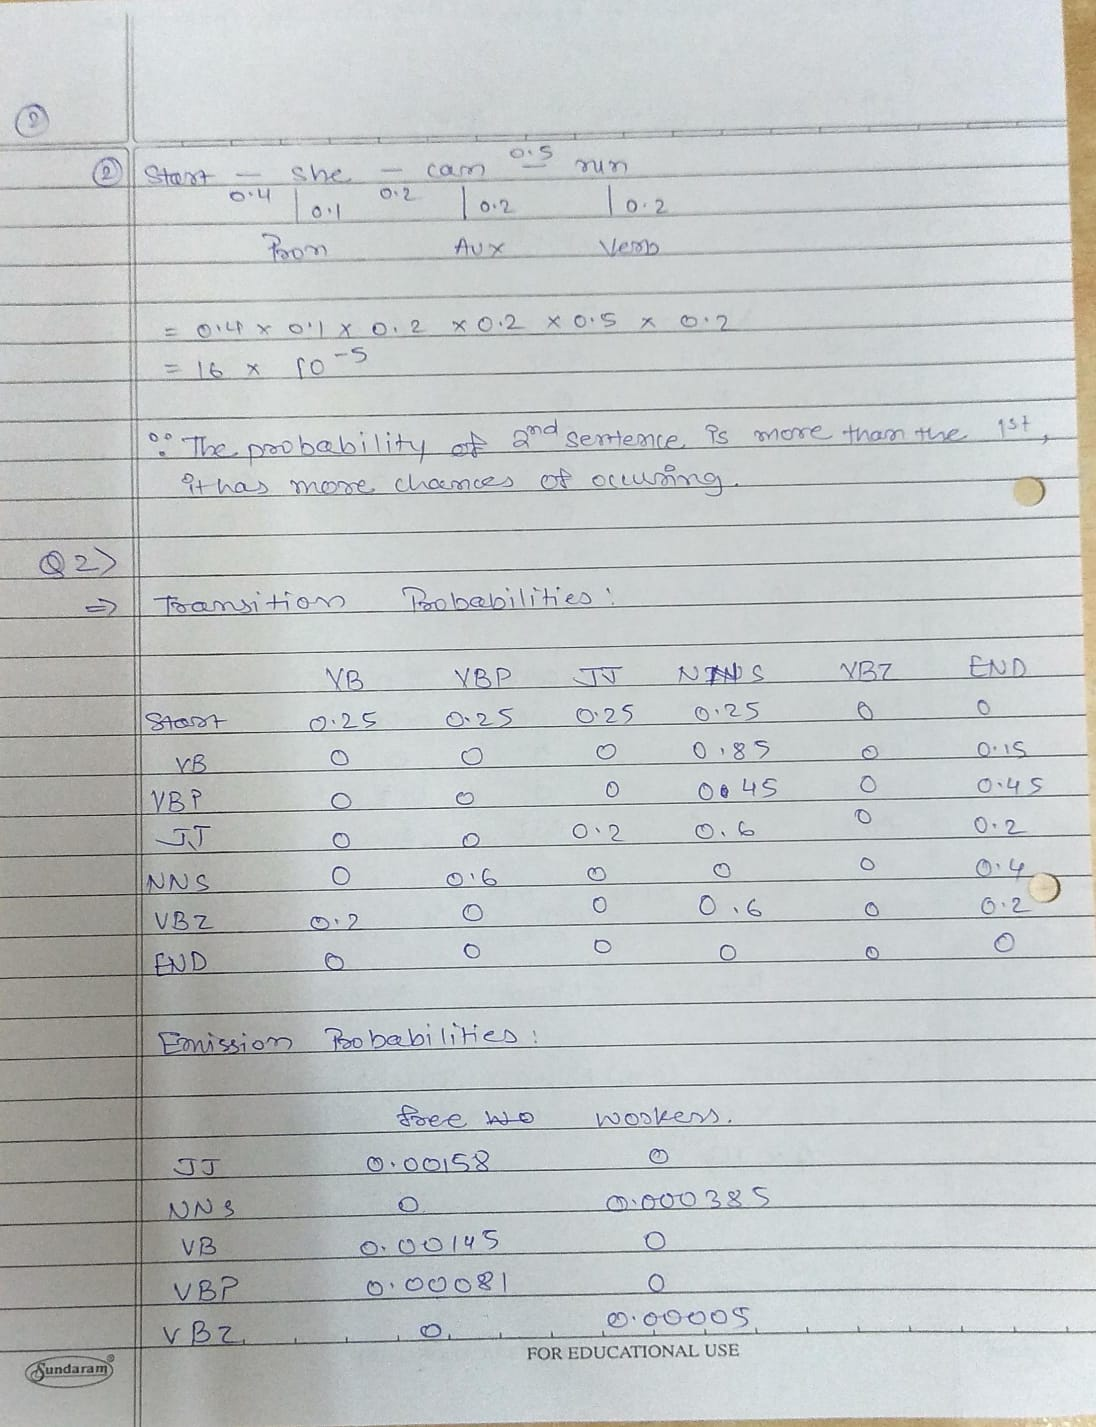 2
2 Start - she - can 0.5 run
0.4 | 0.1 0.2 | 0.2 | 0.2
Pron Aux Verb
= 0.4 x 0.1 x 0.2 x 0.2 x 0.5 x 0.2
= 16 x 10-5
∴ The probability of 2nd sentence is more than the 1st,
it has more chances of occuring.
Q2>
⇒ Transition Probabilities:
VB VBP JJ NNS VBZ END
Start 0.25 0.25 0.25 0.25 0 0
VB 0 0 0 0.85 0 0.15
VBP 0 0 0 0.45 0 0.45
JJ 0 0 0.2 0.6 0 0.2
NNS 0 0.6 0 0 0 0.4
VBZ 0.2 0 0 0.6 0 0.2
END 0 0 0 0 0 0
Emission Probabilities:
free wo workers.
JJ 0.00158 0
NNS 0 0.000385
VB 0.00145 0
VBP 0.00081 0
VBZ 0 0.00005
FOR EDUCATIONAL USE
Sundaram®